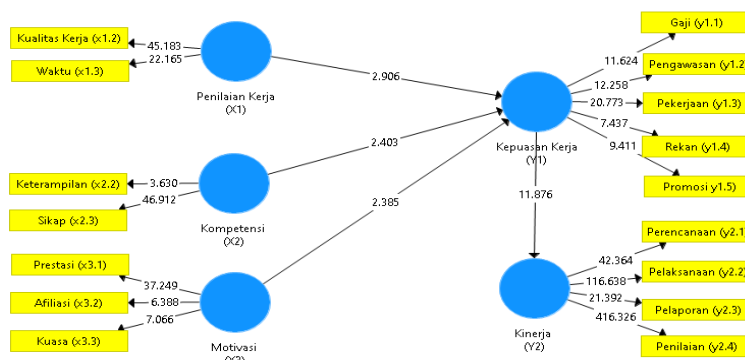 Kualitas Kerja (x1.2)
45.183
Waktu (x1.3)
22.165
Penilaian Kerja
(X1)
2.906
Keterampilan (x2.2)
3.630
Sikap (x2.3)
46.912
Kompetensi
(X2)
2.403
Prestasi (x3.1)
37.249
Afiliasi (x3.2)
6.388
Kuasa (x3.3)
7.066
Motivasi
2.385
Kepuasan Kerja
(Y1)
11.876
Gaji (y1.1)
11.624
Pengawasan (y1.2
12.258
Pekerjaan (y1.3)
20.773
Rekan (y1.4)
7.437
Promosi y1.5)
9.411
Kinerja
(Y2)
Perencanaan (y2.1
42.364
Pelaksanaan (y2.2)
116.638
Pelaporan (y2.3)
21.392
Penilaian (y2.4)
416.326